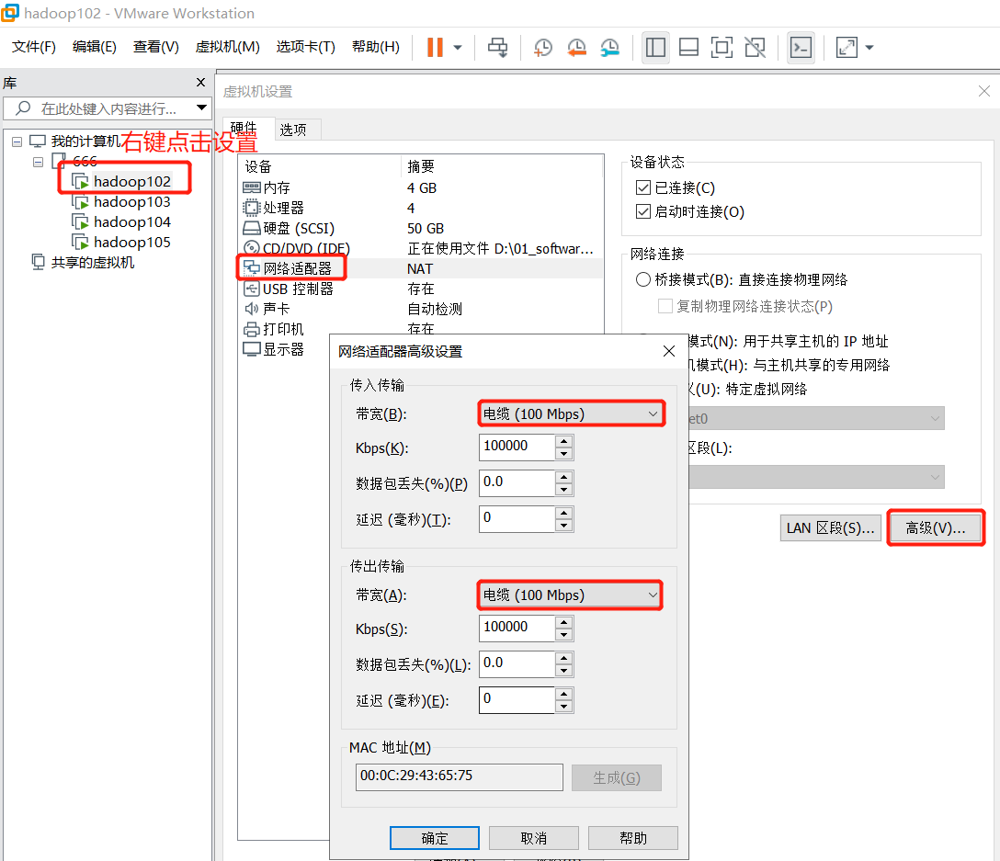 hadoop102 - VMware Workstation
文件(F) 编辑(E) 查看(V) 虚拟机(M) 选项卡(T) 帮助(H)
库
在此处键入内容进行...
我的计算机
右键点击设置
666
hadoop102
hadoop103
hadoop104
hadoop105
共享的虚拟机
虚拟机设置
硬件 选项
设备 摘要
内存 4 GB
处理器 4
硬盘 (SCSI) 50 GB
CD/DVD (IDE) 正在使用文件 D:\01_softwar...
网络适配器 NAT
USB 控制器 存在
声卡 自动检测
打印机 存在
显示器
设备状态
已连接(C)
启动时连接(O)
网络连接
桥接模式(B): 直接连接物理网络
复制物理网络连接状态(P)
模式(N): 用于共享主机的 IP 地址
机模式(H): 与主机共享的专用网络
(U): 特定虚拟网络
et0
区段(L):
LAN 区段(S)... 高级(V)...
网络适配器高级设置
传入传输
带宽(B): 电缆 (100 Mbps)
Kbps(K): 100000
数据包丢失(%)(P) 0.0
延迟 (毫秒)(T): 0
传出传输
带宽(A): 电缆 (100 Mbps)
Kbps(S): 100000
数据包丢失(%)(L): 0.0
延迟 (毫秒)(E): 0
MAC 地址(M)
00:0C:29:43:65:75 生成(G)
确定 取消 帮助